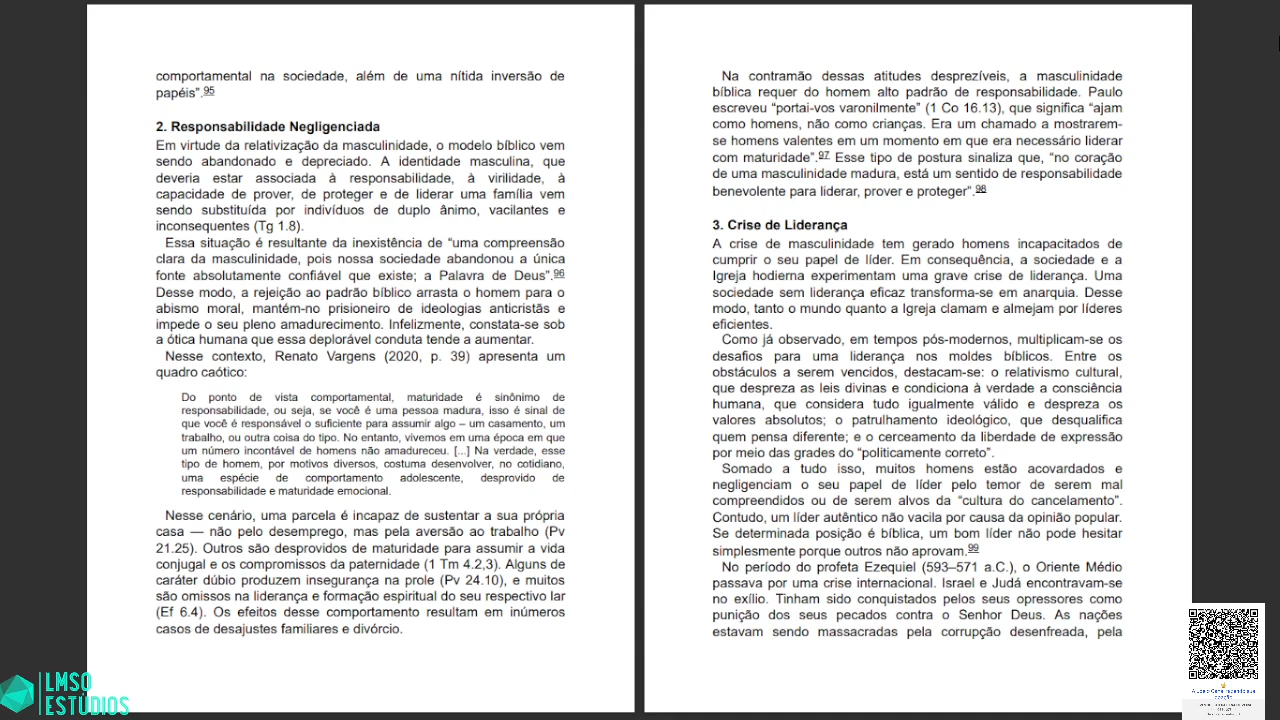 comportamental na sociedade, além de uma nítida inversão de
papéis”.95
2. Responsabilidade Negligenciada
Em virtude da relativização da masculinidade, o modelo bíblico vem
sendo abandonado e depreciado. A identidade masculina, que
deveria estar associada à responsabilidade, à virilidade, à
capacidade de prover, de proteger e de liderar uma família vem
sendo substituída por indivíduos de duplo ânimo, vacilantes e
inconsequentes (Tg 1.8).
Essa situação é resultante da inexistência de “uma compreensão
clara da masculinidade, pois nossa sociedade abandonou a única
fonte absolutamente confiável que existe; a Palavra de Deus”.96
Desse modo, a rejeição ao padrão bíblico arrasta o homem para o
abismo moral, mantém-no prisioneiro de ideologias anticristãs e
impede o seu pleno amadurecimento. Infelizmente, constata-se sob
a ótica humana que essa deplorável conduta tende a aumentar.
Nesse contexto, Renato Vargens (2020, p. 39) apresenta um
quadro caótico:
Do ponto de vista comportamental, maturidade é sinônimo de
responsabilidade, ou seja, se você é uma pessoa madura, isso é sinal de
que você é responsável o suficiente para assumir algo – um casamento, um
trabalho, ou outra coisa do tipo. No entanto, vivemos em uma época em que
um número incontável de homens não amadureceu. [...] Na verdade, esse
tipo de homem, por motivos diversos, costuma desenvolver, no cotidiano,
uma espécie de comportamento adolescente, desprovido de
responsabilidade e maturidade emocional.
Nesse cenário, uma parcela é incapaz de sustentar a sua própria
casa — não pelo desemprego, mas pela aversão ao trabalho (Pv
21.25). Outros são desprovidos de maturidade para assumir a vida
conjugal e os compromissos da paternidade (1 Tm 4.2,3). Alguns de
caráter dúbio produzem insegurança na prole (Pv 24.10), e muitos
são omissos na liderança e formação espiritual do seu respectivo lar
(Ef 6.4). Os efeitos desse comportamento resultam em inúmeros
casos de desajustes familiares e divórcio.
Na contramão dessas atitudes desprezíveis, a masculinidade
bíblica requer do homem alto padrão de responsabilidade. Paulo
escreveu “portai-vos varonilmente” (1 Co 16.13), que significa “ajam
como homens, não como crianças. Era um chamado a mostrarem-
se homens valentes em um momento em que era necessário liderar
com maturidade”.97 Esse tipo de postura sinaliza que, “no coração
de uma masculinidade madura, está um sentido de responsabilidade
benevolente para liderar, prover e proteger”.98
3. Crise de Liderança
A crise de masculinidade tem gerado homens incapacitados de
cumprir o seu papel de líder. Em consequência, a sociedade e a
Igreja hodierna experimentam uma grave crise de liderança. Uma
sociedade sem liderança eficaz transforma-se em anarquia. Desse
modo, tanto o mundo quanto a Igreja clamam e almejam por líderes
eficientes.
Como já observado, em tempos pós-modernos, multiplicam-se os
desafios para uma liderança nos moldes bíblicos. Entre os
obstáculos a serem vencidos, destacam-se: o relativismo cultural,
que despreza as leis divinas e condiciona à verdade a consciência
humana, que considera tudo igualmente válido e despreza os
valores absolutos; o patrulhamento ideológico, que desqualifica
quem pensa diferente; e o cerceamento da liberdade de expressão
por meio das grades do “politicamente correto”.
Somado a tudo isso, muitos homens estão acovardados e
negligenciam o seu papel de líder pelo temor de serem mal
compreendidos ou de serem alvos da “cultura do cancelamento”.
Contudo, um líder autêntico não vacila por causa da opinião popular.
Se determinada posição é bíblica, um bom líder não pode hesitar
simplesmente porque outros não aprovam.99
No período do profeta Ezequiel (593–571 a.C.), o Oriente Médio
passava por uma crise internacional. Israel e Judá encontravam-se
no exílio. Tinham sido conquistados pelos seus opressores como
punição dos seus pecados contra o Senhor Deus. As nações
estavam sendo massacradas pela corrupção desenfreada, pela
LMSO
ESTÚDIOS